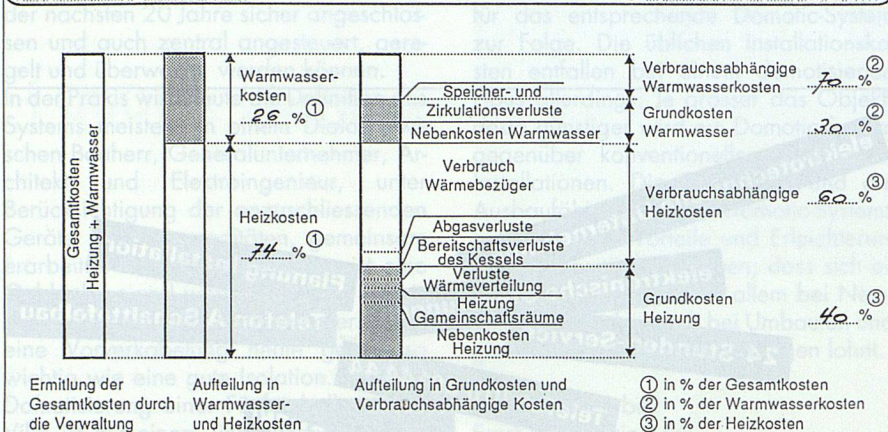 Gesamtkosten
Heizung + Warmwasser
Warmwasser-
kosten
26 % ①
Heizkosten
74 % ①
Speicher- und
Zirkulationsverluste
Nebenkosten Warmwasser
Verbrauch
Wärmebezüger
Abgasverluste
Bereitschaftsverluste
des Kessels
Verluste
Wärmeverteilung
Heizung
Gemeinschaftsräume
Nebenkosten
Heizung
Verbrauchsabhängige
Warmwasserkosten 70 % ②
Grundkosten
Warmwasser 30 % ②
Verbrauchsabhängige
Heizkosten 60 % ③
Grundkosten
Heizung 40 % ③
Ermitlung der
Gesamtkosten durch
die Verwaltung
Aufteilung in
Warmwasser-
und Heizkosten
Aufteilung in Grundkosten und
Verbrauchsabhängige Kosten
① in % der Gesamtkosten
② in % der Warmwasserkosten
③ in % der Heizkosten